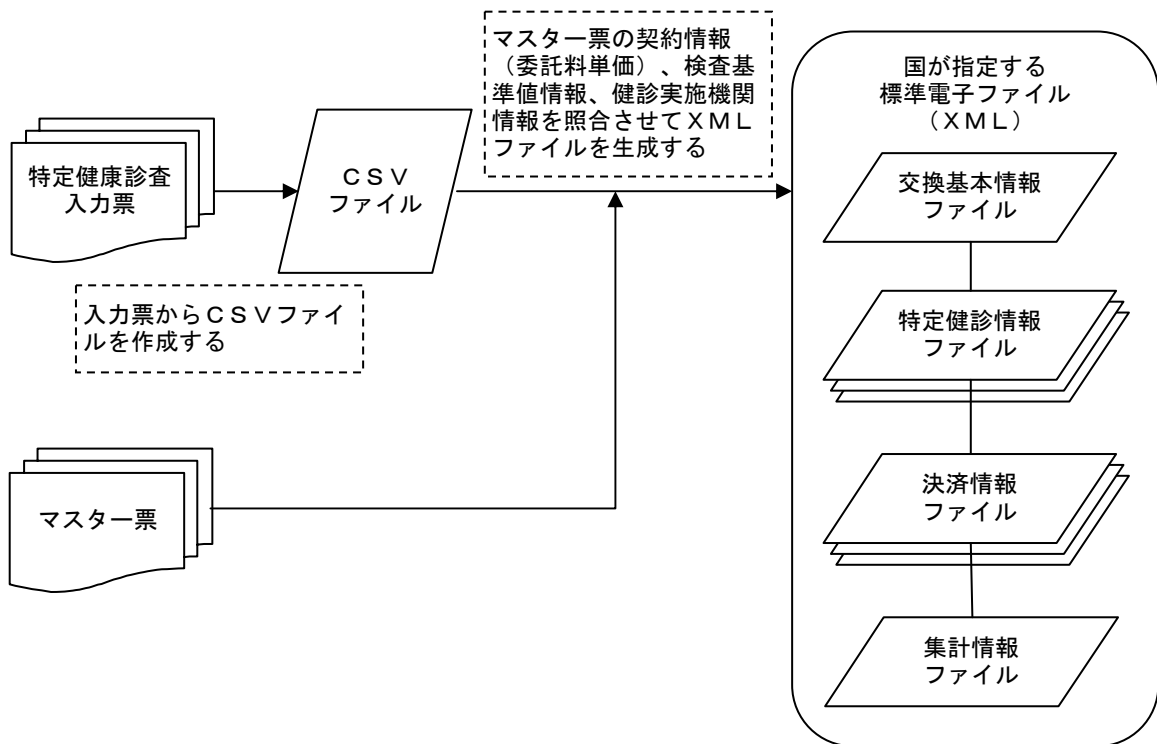 マスター票の契約情報
（委託料単価）、検査基
準値情報、健診実施機関
情報を照合させてＸＭＬ
ファイルを生成する
国が指定する
標準電子ファイル
（ＸＭＬ）
特定健康診査
入力票
ＣＳＶ
ファイル
交換基本情報
ファイル
入力票からＣＳＶファイ
ルを作成する
特定健診情報
ファイル
マスター票
決済情報
ファイル
集計情報
ファイル